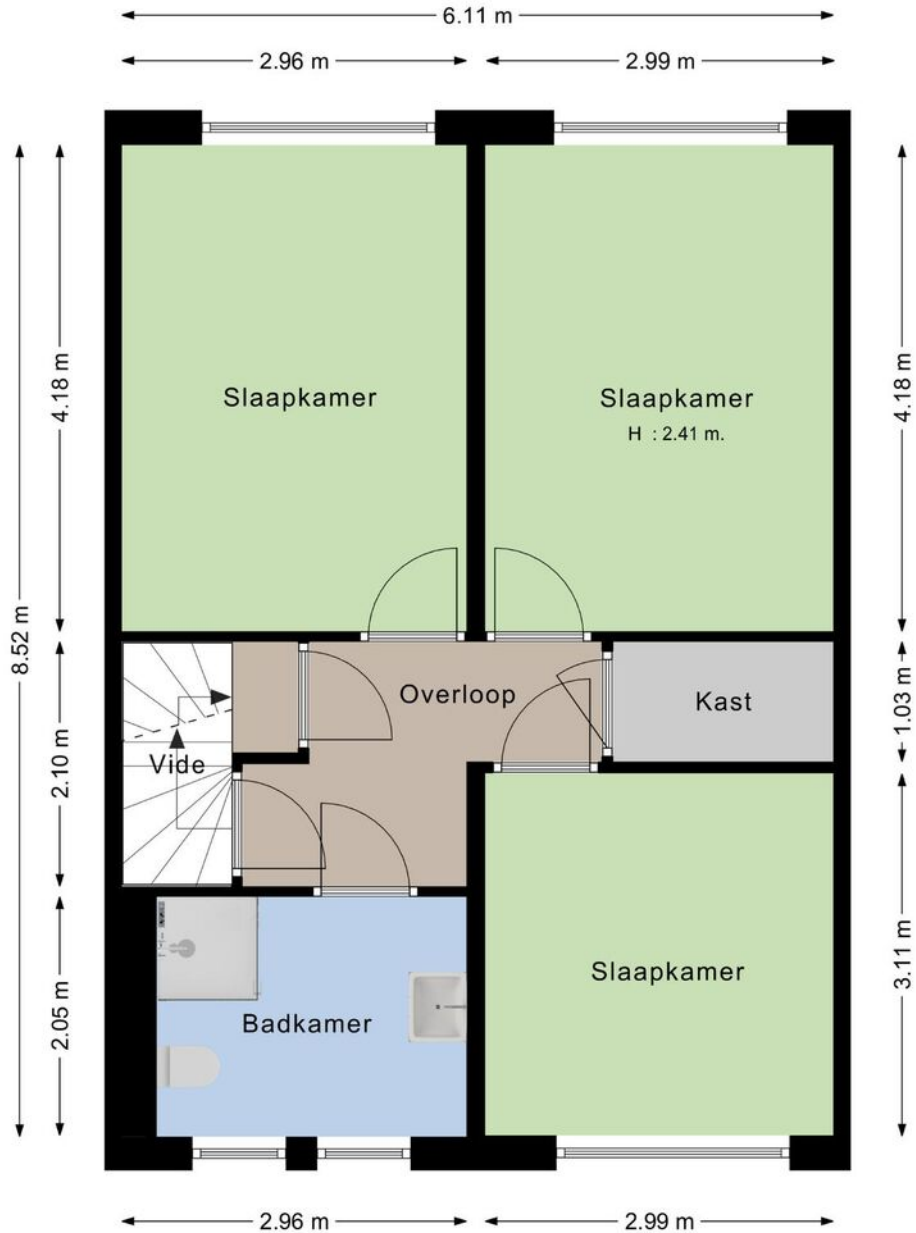 6.11 m
2.96 m
2.99 m
8.52 m
4.18 m
4.18 m
Slaapkamer
Slaapkamer
H : 2.41 m.
2.10 m
1.03 m
Vide
Overloop
Kast
2.05 m
3.11 m
Badkamer
Slaapkamer
2.96 m
2.99 m